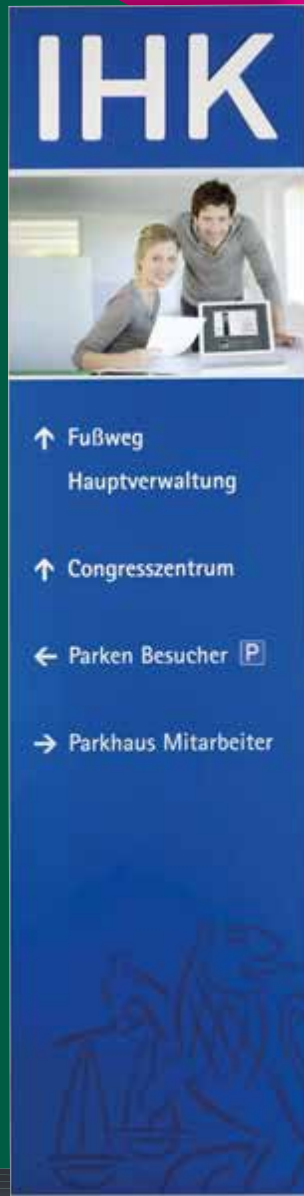 IHK
↑ Fußweg
Hauptverwaltung
↑ Congresszentrum
← Parken Besucher P
→ Parkhaus Mitarbeiter